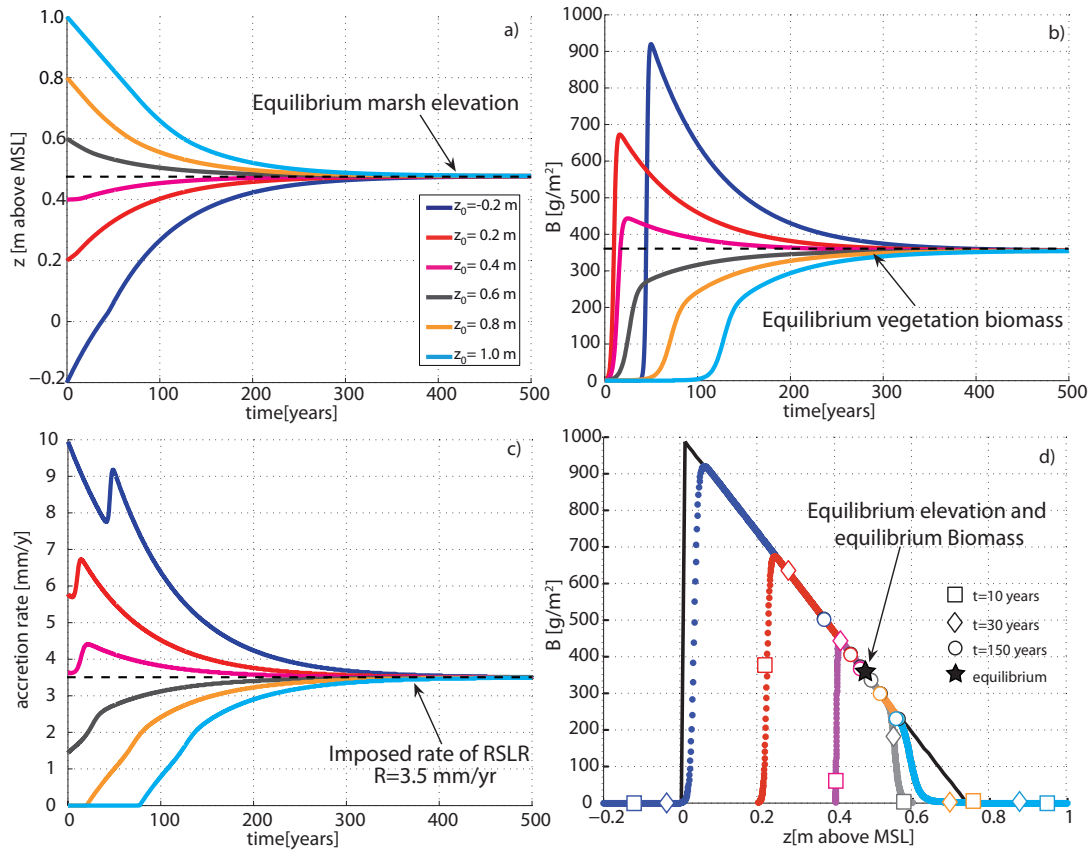 a)
1.0
0.8
0.6
0.4
0.2
0
−0.2
z [m above MSL]
Equilibrium marsh elevation
z0=-0.2 m
z0= 0.2 m
z0= 0.4 m
z0= 0.6 m
z0= 0.8 m
z0= 1.0 m
0 100 200 300 400 500
time[years]
b)
1000
900
800
700
600
500
400
300
200
100
0
B [g/m²]
Equilibrium vegetation biomass
0 100 200 300 400 500
time[years]
c)
10
9
8
7
6
5
4
3
2
1
0
accretion rate [mm/y]
Imposed rate of RSLR
R=3.5 mm/yr
0 100 200 300 400 500
time[years]
d)
1000
900
800
700
600
500
400
300
200
100
0
B [g/m²]
Equilibrium elevation and
equilibrium Biomass
t=10 years
t=30 years
t=150 years
equilibrium
−0.2 0 0.2 0.4 0.6 0.8 1
z[m above MSL]